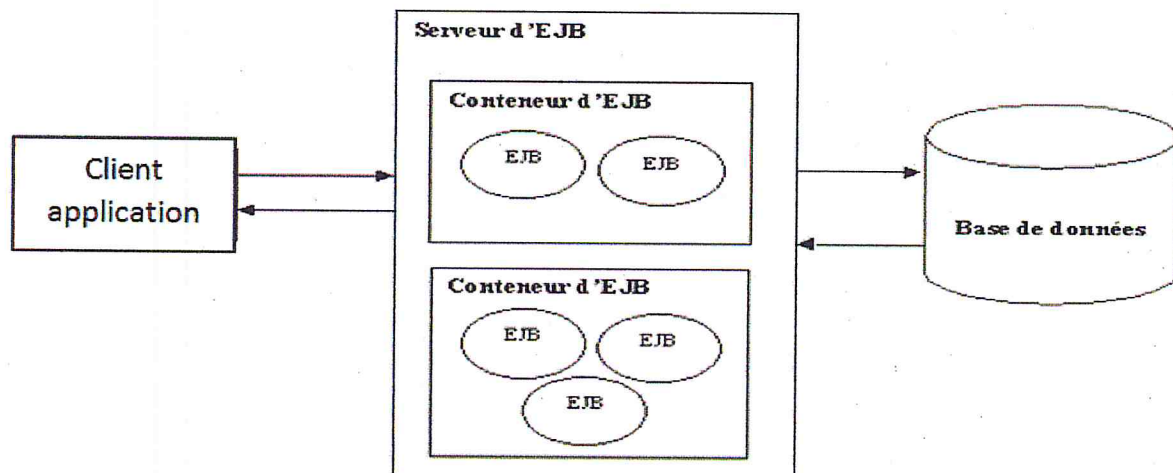 Serveur d'EJB
Conteneur d'EJB
EJB
EJB
Client
application
Base de données
Conteneur d'EJB
EJB
EJB
EJB